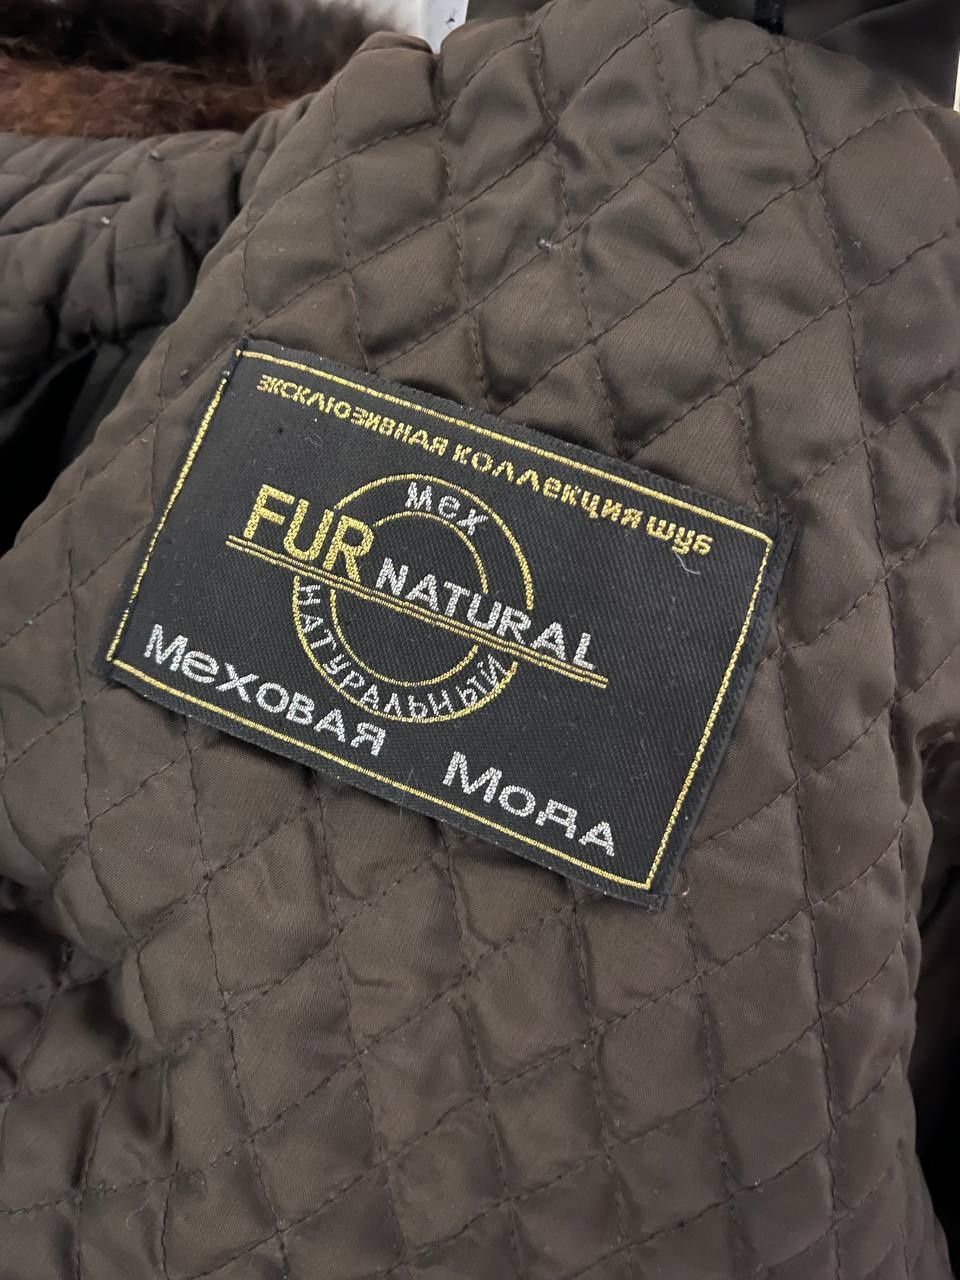 эксклюзивная коллекция шуб
Мех
FUR NATURAL
НАТУРАЛЬНЫЙ
Меховая Мода